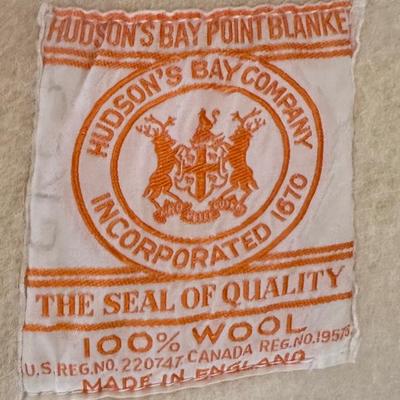 HUDSON'S BAY POINT BLANKE
HUDSON'S BAY COMPANY
INCORPORATED 1670
THE SEAL OF QUALITY
100% WOOL
U.S. REG. NO. 220747 CANADA REG. NO. 19575
MADE IN ENGLAND